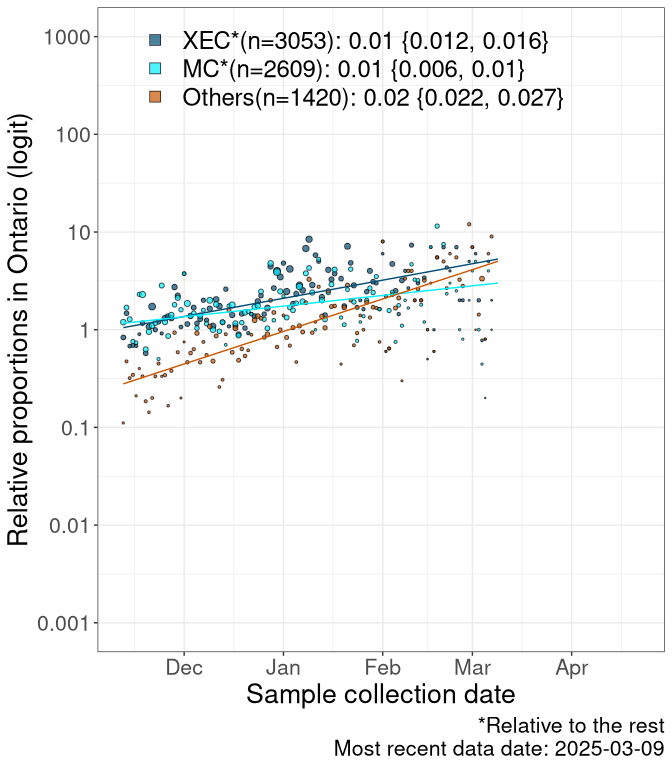 XEC*(n=3053): 0.01 {0.012, 0.016}
MC*(n=2609): 0.01 {0.006, 0.01}
Others(n=1420): 0.02 {0.022, 0.027}
Relative proportions in Ontario (logit)
1000
100
10
1
0.1
0.01
0.001
Dec Jan Feb Mar Apr
Sample collection date
*Relative to the rest
Most recent data date: 2025-03-09